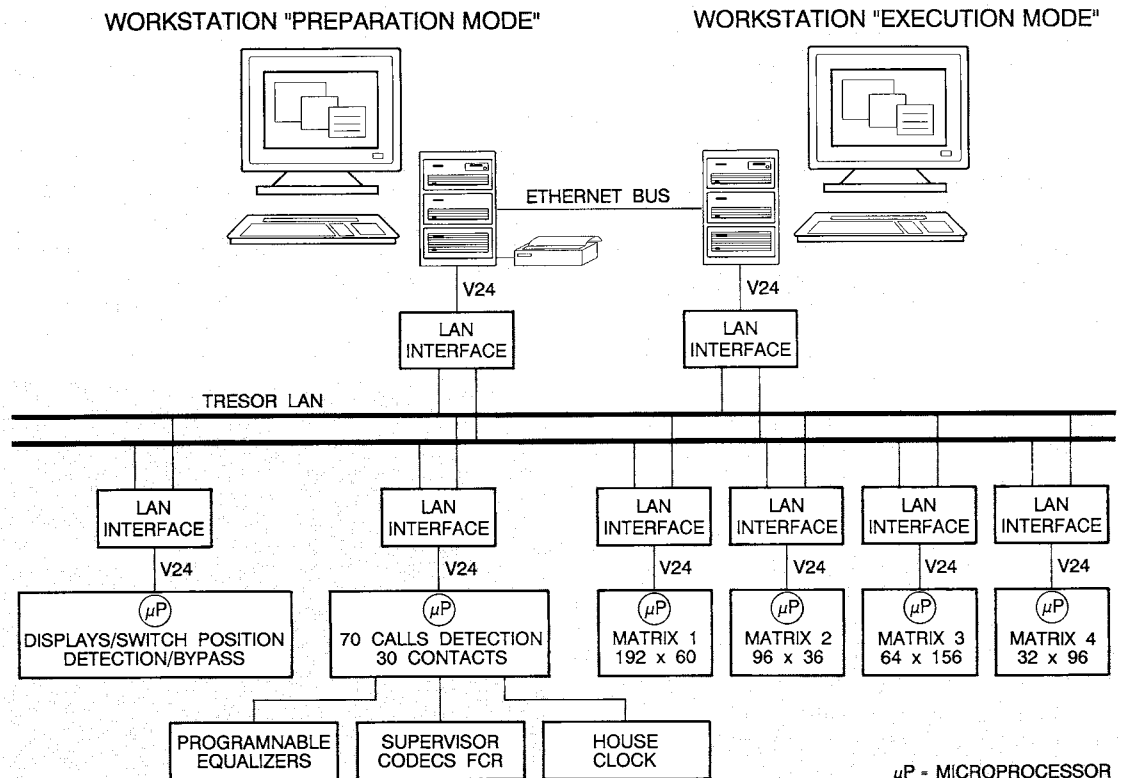 WORKSTATION "PREPARATION MODE"
WORKSTATION "EXECUTION MODE"
ETHERNET BUS
V24
V24
LAN
INTERFACE
LAN
INTERFACE
TRESOR LAN
LAN
INTERFACE
LAN
INTERFACE
LAN
INTERFACE
LAN
INTERFACE
LAN
INTERFACE
LAN
INTERFACE
V24
V24
V24
V24
V24
V24
µP
DISPLAYS/SWITCH POSITION
DETECTION/BYPASS
µP
70 CALLS DETECTION
30 CONTACTS
µP
MATRIX 1
192 x 60
µP
MATRIX 2
96 x 36
µP
MATRIX 3
64 x 156
µP
MATRIX 4
32 x 96
PROGRAMNABLE
EQUALIZERS
SUPERVISOR
CODECS FCR
HOUSE
CLOCK
µP = MICROPROCESSOR